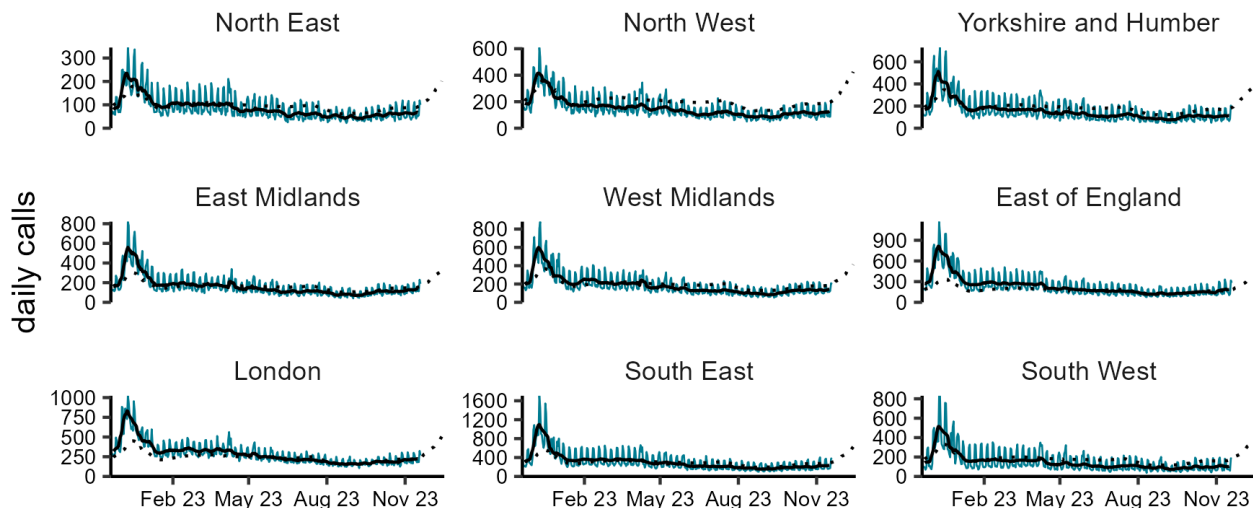 North East North West Yorkshire and Humber
300 600 600
200 400 400
100 200 200
0 0 0
East Midlands West Midlands East of England
daily calls
800 800 900
600 600 600
400 400 300
200 200 0
0 0
London South East South West
1000 1600 800
750 1200 600
500 800 400
250 400 200
0 0 0
Feb 23 May 23 Aug 23 Nov 23 Feb 23 May 23 Aug 23 Nov 23 Feb 23 May 23 Aug 23 Nov 23